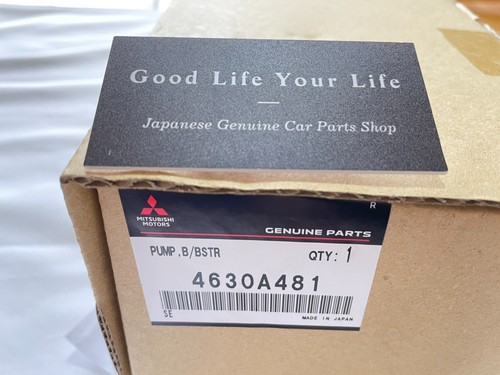 Good Life Your Life
Japanese Genuine Car Parts Shop
R
MITSUBISHI
MOTORS
GENUINE PARTS
PUMP,B/BSTR
QTY: 1
4630A481
SE
MADE IN JAPAN